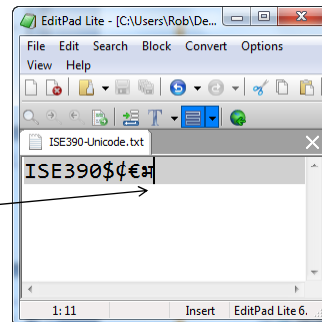 EditPad Lite - [C:\Users\Rob\De...
File Edit Search Block Convert Options
View Help
ISE390-Unicode.txt
ISE390$¢€भ
1: 11 Insert EditPad Lite 6.